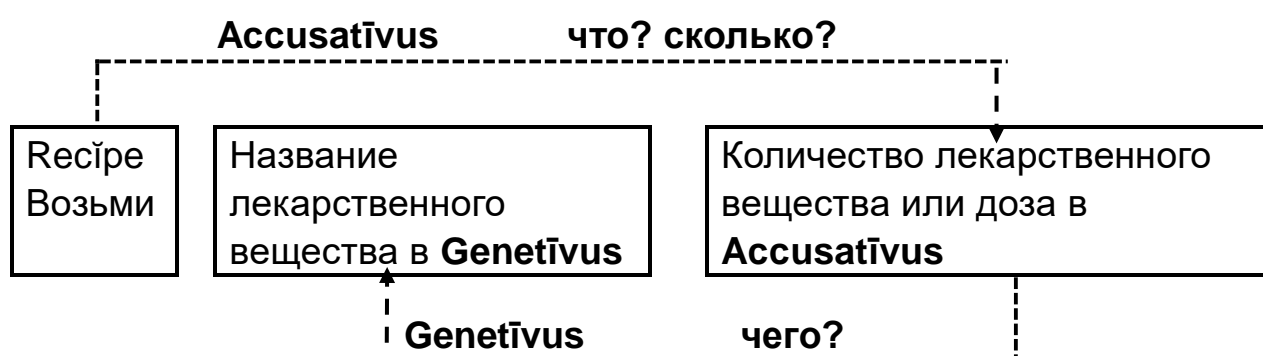 Accusatīvus что? сколько?
Recĭpe
Возьми
Название
лекарственного
вещества в Genetīvus
Количество лекарственного
вещества или доза в
Accusatīvus
Genetīvus чего?